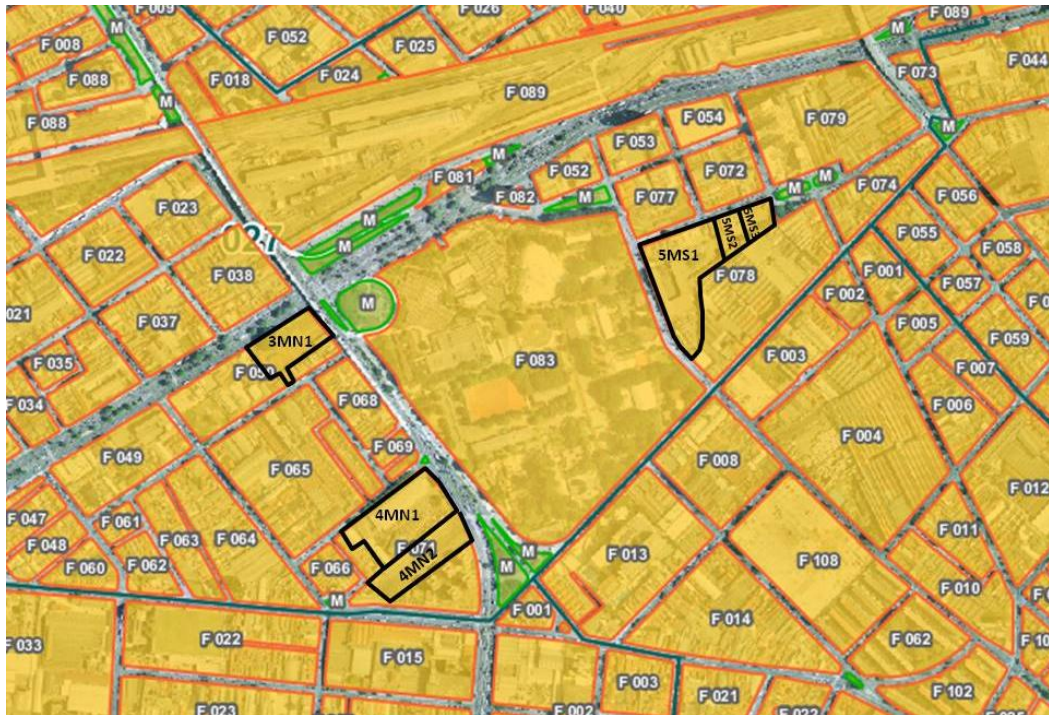 F 009
F 026
F 040
M
F 052
F 025
F 089
F 008
M
F 044
F 088
F 018
F 024
F 073
M
F 089
F 088
F 054
F 079
M
F 053
M
F 052
F 072
F 081
M
M
F 074
F 056
F 082
M
F 077
F 023
M
5MS3
5MS2
F 055
M
F 022
5MS1
F 058
F 038
F 078
F 001
F 057
M
F 002
021
F 037
F 005
3MN1
F 059
F 003
F 083
F 035
F 007
F 034
F 068
F 006
F 004
F 069
F 049
F 008
F 065
F 012
4MN1
F 047
F 061
F 011
F 048
F 063
F 064
M
F 013
F 108
F 060
F 062
F 066
M
F 010
M
F 001
F 014
F 033
F 022
F 062
F 015
F 003
F 021
F 102
F 023
F 002